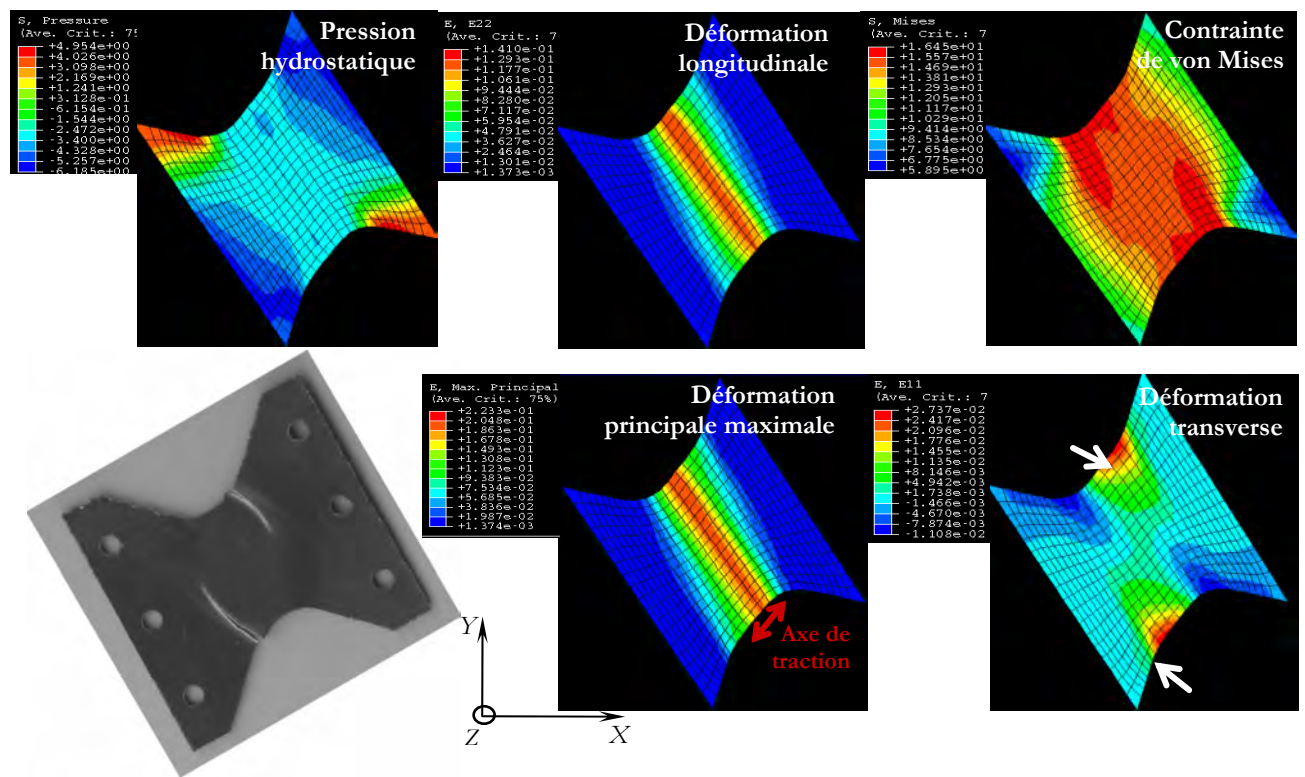 S, Pressure
(Ave. Crit.: 75
+4.954e+00
+4.026e+00
+3.098e+00
+2.169e+00
+1.241e+00
+3.128e-01
-6.154e-01
-1.544e+00
-2.472e+00
-3.400e+00
-4.328e+00
-5.257e+00
-6.185e+00
Pression
hydrostatique
E, E22
(Ave. Crit.: 7
+1.410e-01
+1.293e-01
+1.177e-01
+1.061e-01
+9.444e-02
+8.280e-02
+7.117e-02
+5.954e-02
+4.791e-02
+3.627e-02
+2.464e-02
+1.301e-02
+1.373e-03
Déformation
longitudinale
S, Mises
(Ave. Crit.: 7
+1.645e+01
+1.557e+01
+1.469e+01
+1.381e+01
+1.293e+01
+1.205e+01
+1.117e+01
+1.029e+01
+9.414e+00
+8.534e+00
+7.654e+00
+6.775e+00
+5.895e+00
Contrainte
de von Mises
E, Max. Principal
(Ave. Crit.: 75%)
+2.233e-01
+2.048e-01
+1.863e-01
+1.678e-01
+1.493e-01
+1.308e-01
+1.123e-01
+9.383e-02
+7.534e-02
+5.685e-02
+3.836e-02
+1.987e-02
+1.374e-03
Déformation
principale maximale
Axe de
traction
E, E11
(Ave. Crit.: 7
+2.737e-02
+2.417e-02
+2.096e-02
+1.776e-02
+1.455e-02
+1.135e-02
+8.146e-03
+4.942e-03
+1.738e-03
-1.466e-03
-4.670e-03
-7.874e-03
-1.108e-02
Déformation
transverse
Y
Z
X